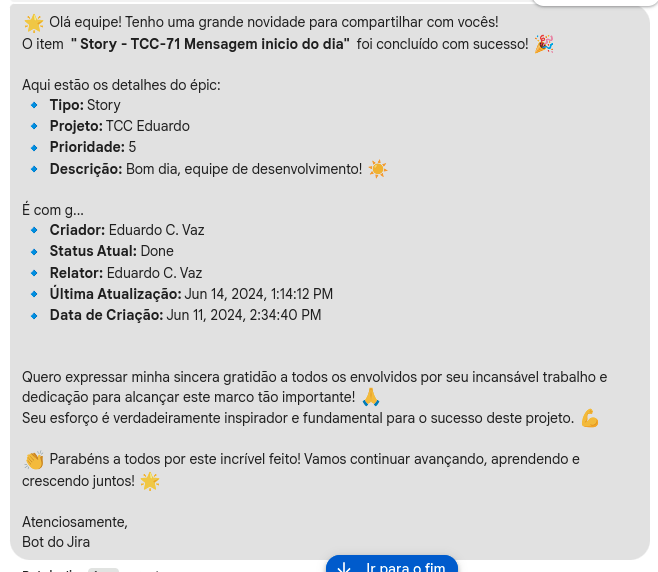 🌟 Olá equipe! Tenho uma grande novidade para compartilhar com vocês!
O item " Story - TCC-71 Mensagem inicio do dia" foi concluído com sucesso! 🎉
Aqui estão os detalhes do épic:
🔹 Tipo: Story
🔹 Projeto: TCC Eduardo
🔹 Prioridade: 5
🔹 Descrição: Bom dia, equipe de desenvolvimento! ☀️
É com g...
🔹 Criador: Eduardo C. Vaz
🔹 Status Atual: Done
🔹 Relator: Eduardo C. Vaz
🔹 Última Atualização: Jun 14, 2024, 1:14:12 PM
🔹 Data de Criação: Jun 11, 2024, 2:34:40 PM
Quero expressar minha sincera gratidão a todos os envolvidos por seu incansável trabalho e
dedicação para alcançar este marco tão importante! 🙏
Seu esforço é verdadeiramente inspirador e fundamental para o sucesso deste projeto. 💪
👏 Parabéns a todos por este incrível feito! Vamos continuar avançando, aprendendo e
crescendo juntos! 🌟
Atenciosamente,
Bot do Jira
Ir para o fim